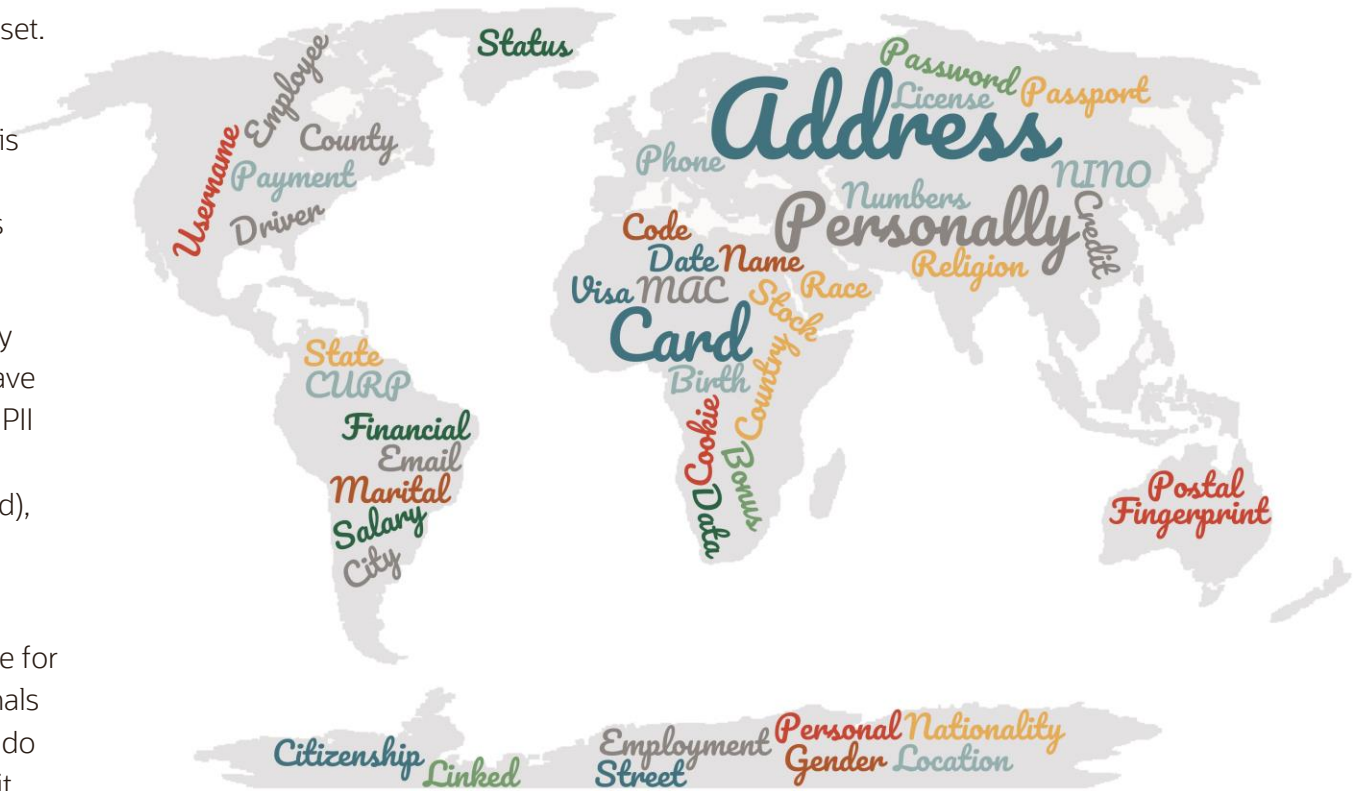 set.
is
s
y
ave
PII
d),
e for
nals
do
it
Status
Employee
Username
County
Payment
Driver
Password
License
Passport
Address
Phone
NINO
Numbers
Personally
Credit
Religion
Code
Date Name
Visa MAC
Stock
Race
Card
Birth
Country
Cookie
Bonus
Data
State
CURP
Financial
Email
Marital
Salary
City
Postal
Fingerprint
Citizenship
Linked
Employment
Street
Personal Nationality
Gender Location